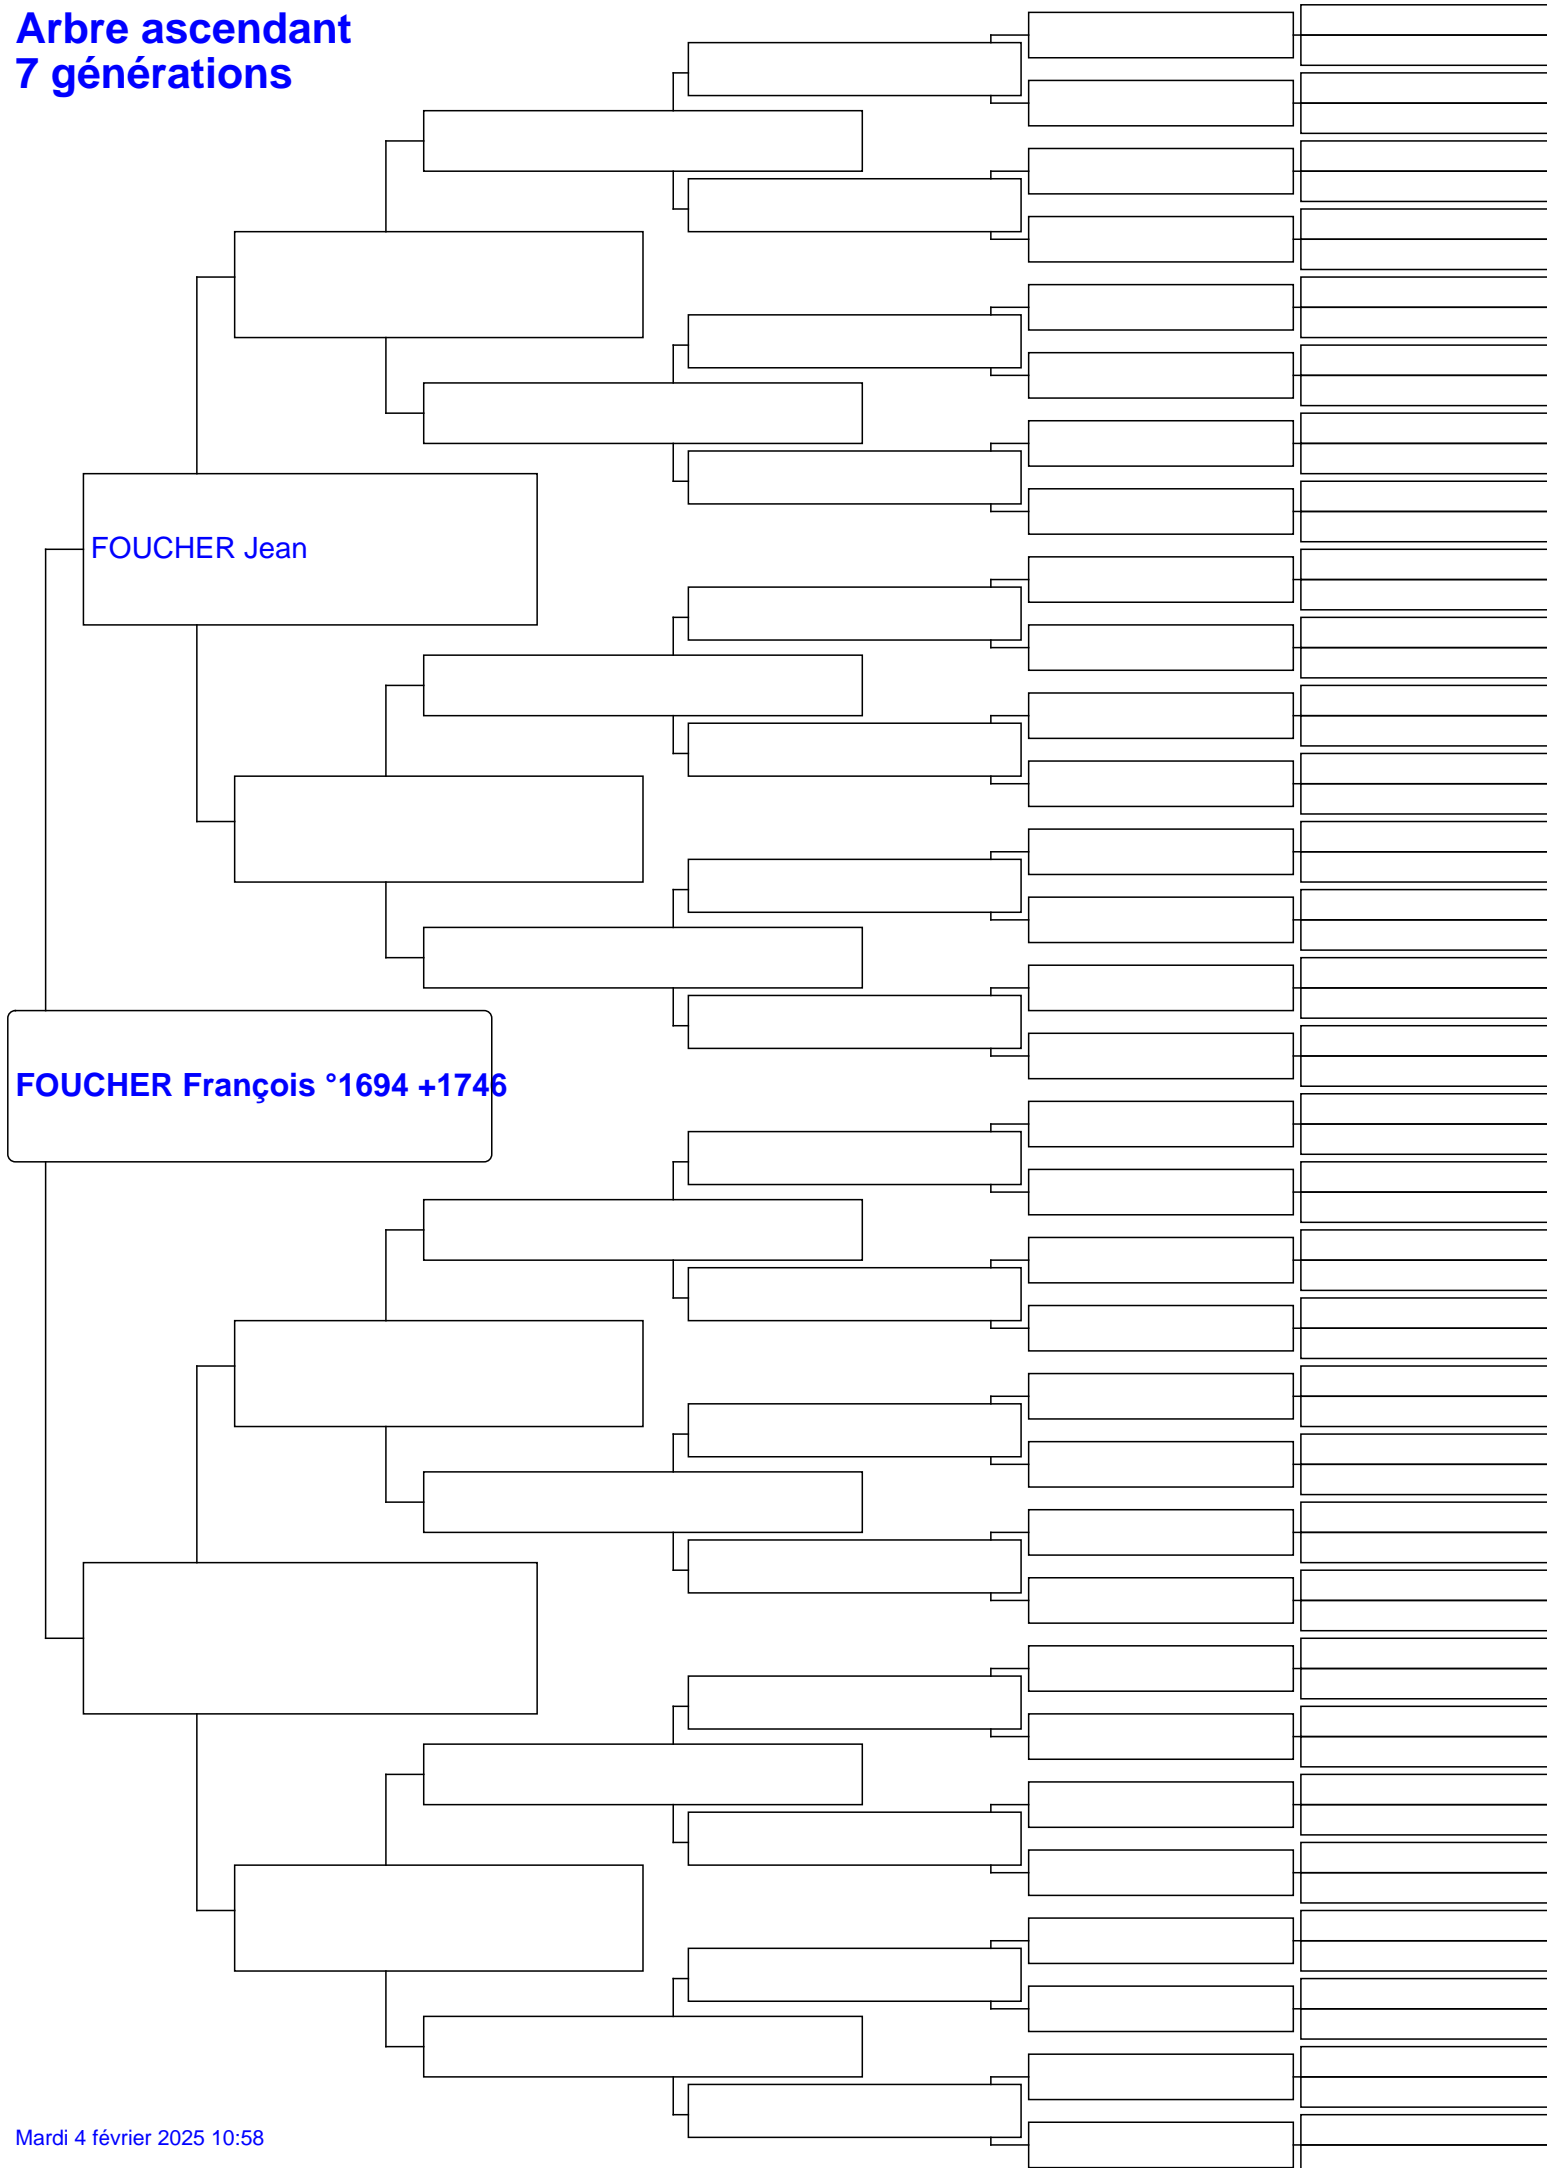 Arbre ascendant
7 générations
FOUCHER Jean
FOUCHER François °1694 +1746
Mardi 4 février 2025 10:58